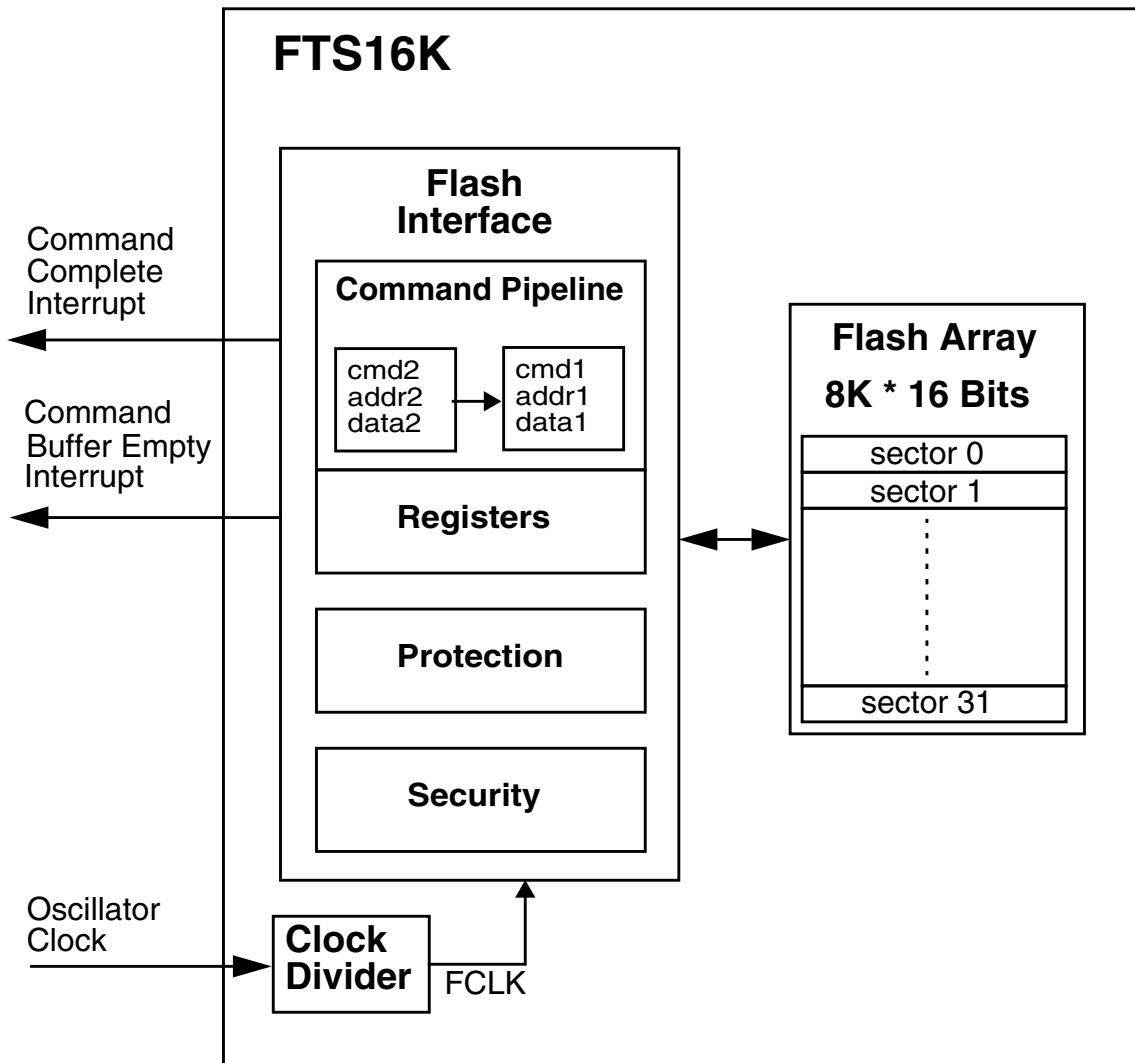 FTS16K
Flash
Interface
Command
Complete
Interrupt
Command Pipeline
cmd2
addr2
data2
cmd1
addr1
data1
Flash Array
8K * 16 Bits
sector 0
sector 1
sector 31
Command
Buffer Empty
Interrupt
Registers
Protection
Security
Oscillator
Clock
Clock
Divider
FCLK